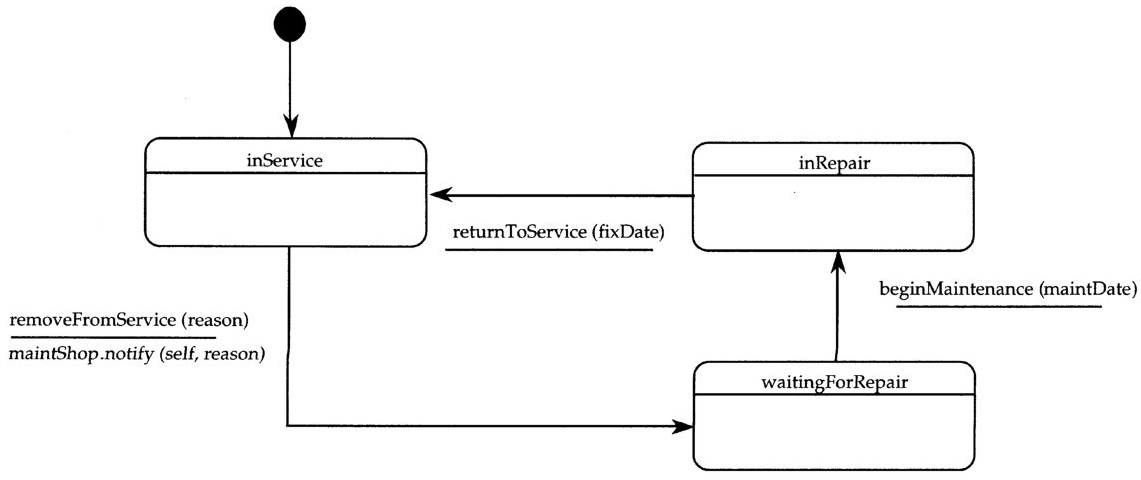 inService
inRepair
returnToService (fixDate)
beginMaintenance (maintDate)
removeFromService (reason)
maintShop.notify (self, reason)
waitingForRepair